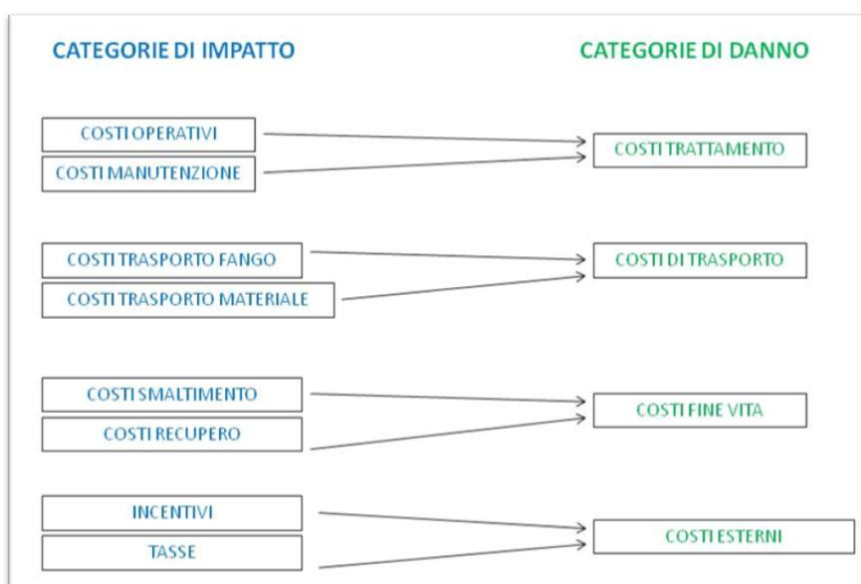 CATEGORIE DI IMPATTO
CATEGORIE DI DANNO
COSTI OPERATIVI
COSTI MANUTENZIONE
COSTI TRATTAMENTO
COSTI TRASPORTO FANGO
COSTI TRASPORTO MATERIALE
COSTI DI TRASPORTO
COSTI SMALTIMENTO
COSTI RECUPERO
COSTI FINE VITA
INCENTIVI
TASSE
COSTI ESTERNI